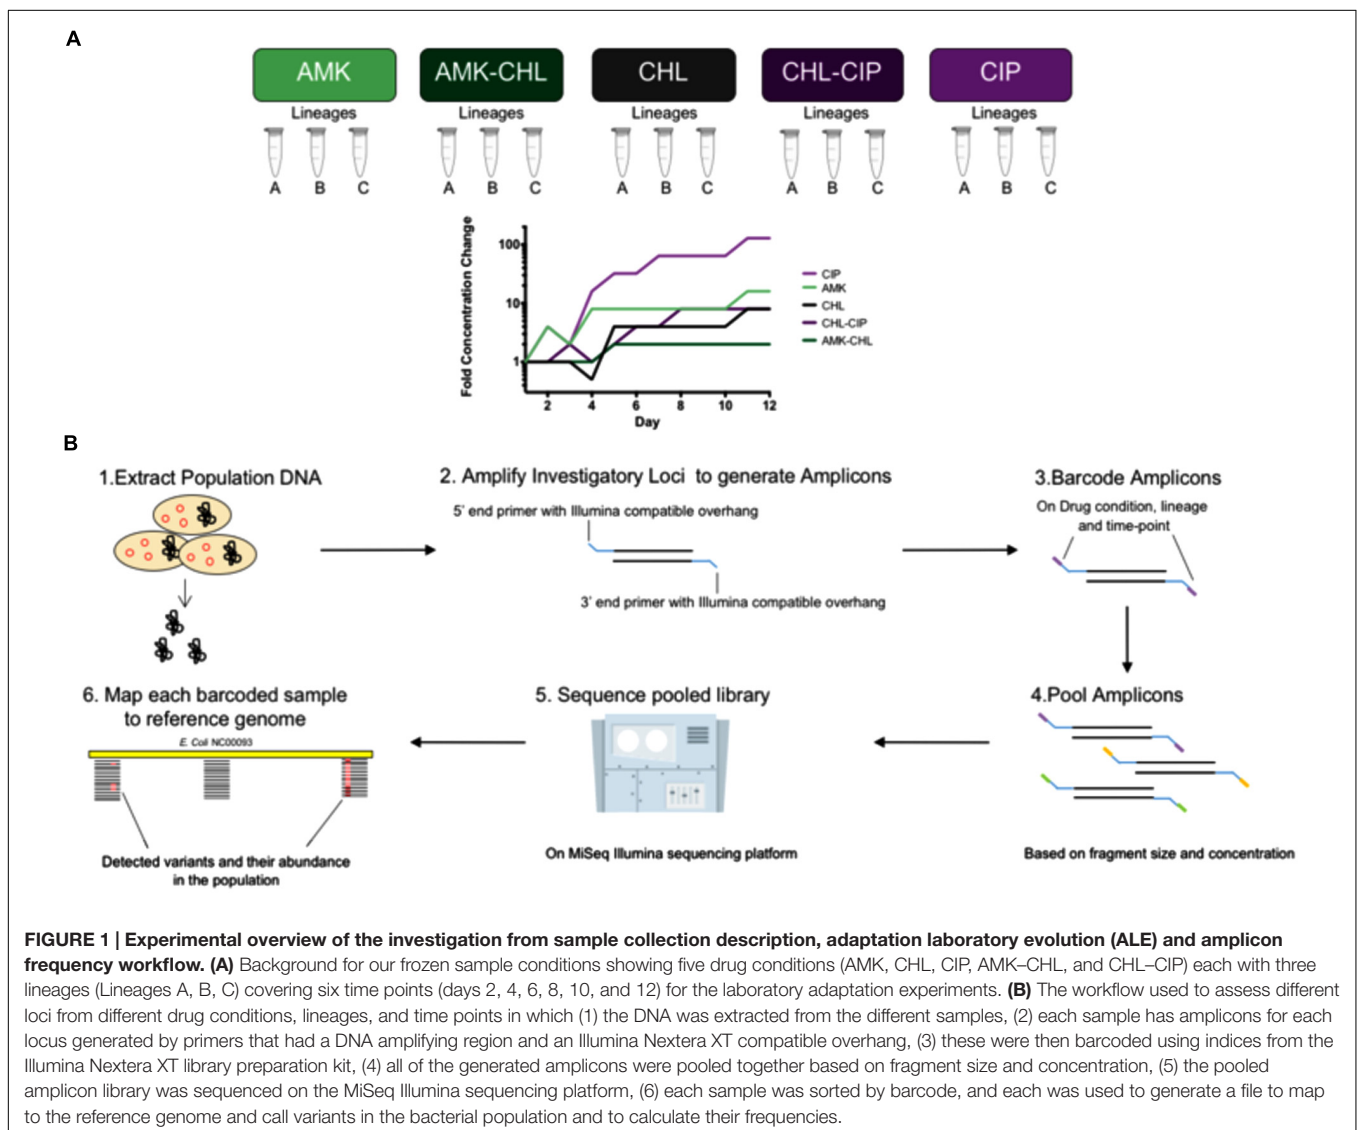 A
AMK AMK-CHL CHL CHL-CIP CIP
Lineages Lineages Lineages Lineages Lineages
A B C A B C A B C A B C A B C
Fold Concentration Change
100
10
1
2 4 6 8 10 12
Day
CIP
AMK
CHL
CHL-CIP
AMK-CHL
B
1.Extract Population DNA
2. Amplify Investigatory Loci to generate Amplicons
5' end primer with Illumina compatible overhang
3' end primer with Illumina compatible overhang
3.Barcode Amplicons
On Drug condition, lineage
and time-point
4.Pool Amplicons
Based on fragment size and concentration
5. Sequence pooled library
On MiSeq Illumina sequencing platform
6. Map each barcoded sample
to reference genome
E. Coli NC00093
Detected variants and their abundance
in the population
FIGURE 1 | Experimental overview of the investigation from sample collection description, adaptation laboratory evolution (ALE) and amplicon
frequency workflow. (A) Background for our frozen sample conditions showing five drug conditions (AMK, CHL, CIP, AMK–CHL, and CHL–CIP) each with three
lineages (Lineages A, B, C) covering six time points (days 2, 4, 6, 8, 10, and 12) for the laboratory adaptation experiments. (B) The workflow used to assess different
loci from different drug conditions, lineages, and time points in which (1) the DNA was extracted from the different samples, (2) each sample has amplicons for each
locus generated by primers that had a DNA amplifying region and an Illumina Nextera XT compatible overhang, (3) these were then barcoded using indices from the
Illumina Nextera XT library preparation kit, (4) all of the generated amplicons were pooled together based on fragment size and concentration, (5) the pooled
amplicon library was sequenced on the MiSeq Illumina sequencing platform, (6) each sample was sorted by barcode, and each was used to generate a file to map
to the reference genome and call variants in the bacterial population and to calculate their frequencies.